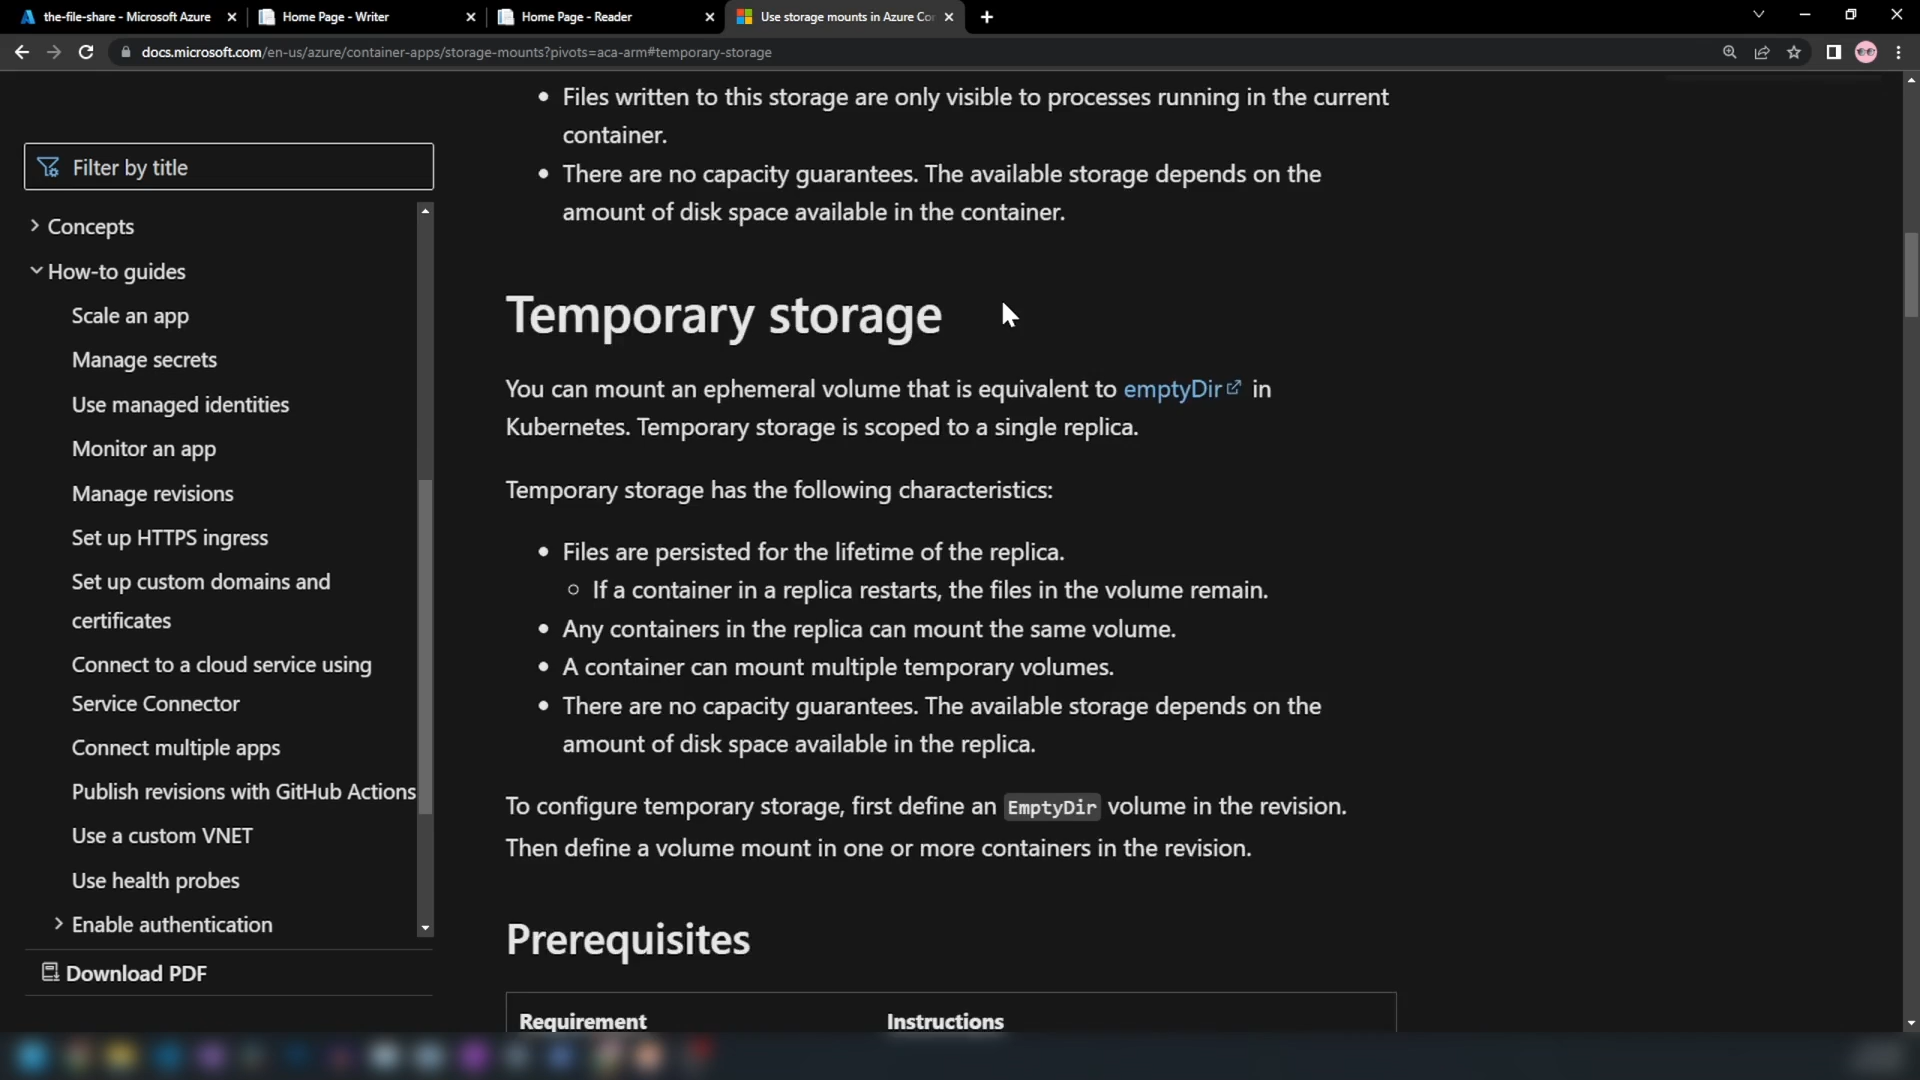 the-file-share - Microsoft Azure
Home Page - Writer
Home Page - Reader
Use storage mounts in Azure Co
docs.microsoft.com/en-us/azure/container-apps/storage-mounts?pivots=aca-arm#temporary-storage
Filter by title
Concepts
How-to guides
Scale an app
Manage secrets
Use managed identities
Monitor an app
Manage revisions
Set up HTTPS ingress
Set up custom domains and
certificates
Connect to a cloud service using
Service Connector
Connect multiple apps
Publish revisions with GitHub Actions
Use a custom VNET
Use health probes
Enable authentication
Download PDF
Files written to this storage are only visible to processes running in the current
container.
There are no capacity guarantees. The available storage depends on the
amount of disk space available in the container.
Temporary storage
You can mount an ephemeral volume that is equivalent to emptyDir in
Kubernetes. Temporary storage is scoped to a single replica.
Temporary storage has the following characteristics:
Files are persisted for the lifetime of the replica.
If a container in a replica restarts, the files in the volume remain.
Any containers in the replica can mount the same volume.
A container can mount multiple temporary volumes.
There are no capacity guarantees. The available storage depends on the
amount of disk space available in the replica.
To configure temporary storage, first define an EmptyDir volume in the revision.
Then define a volume mount in one or more containers in the revision.
Prerequisites
Requirement Instructions